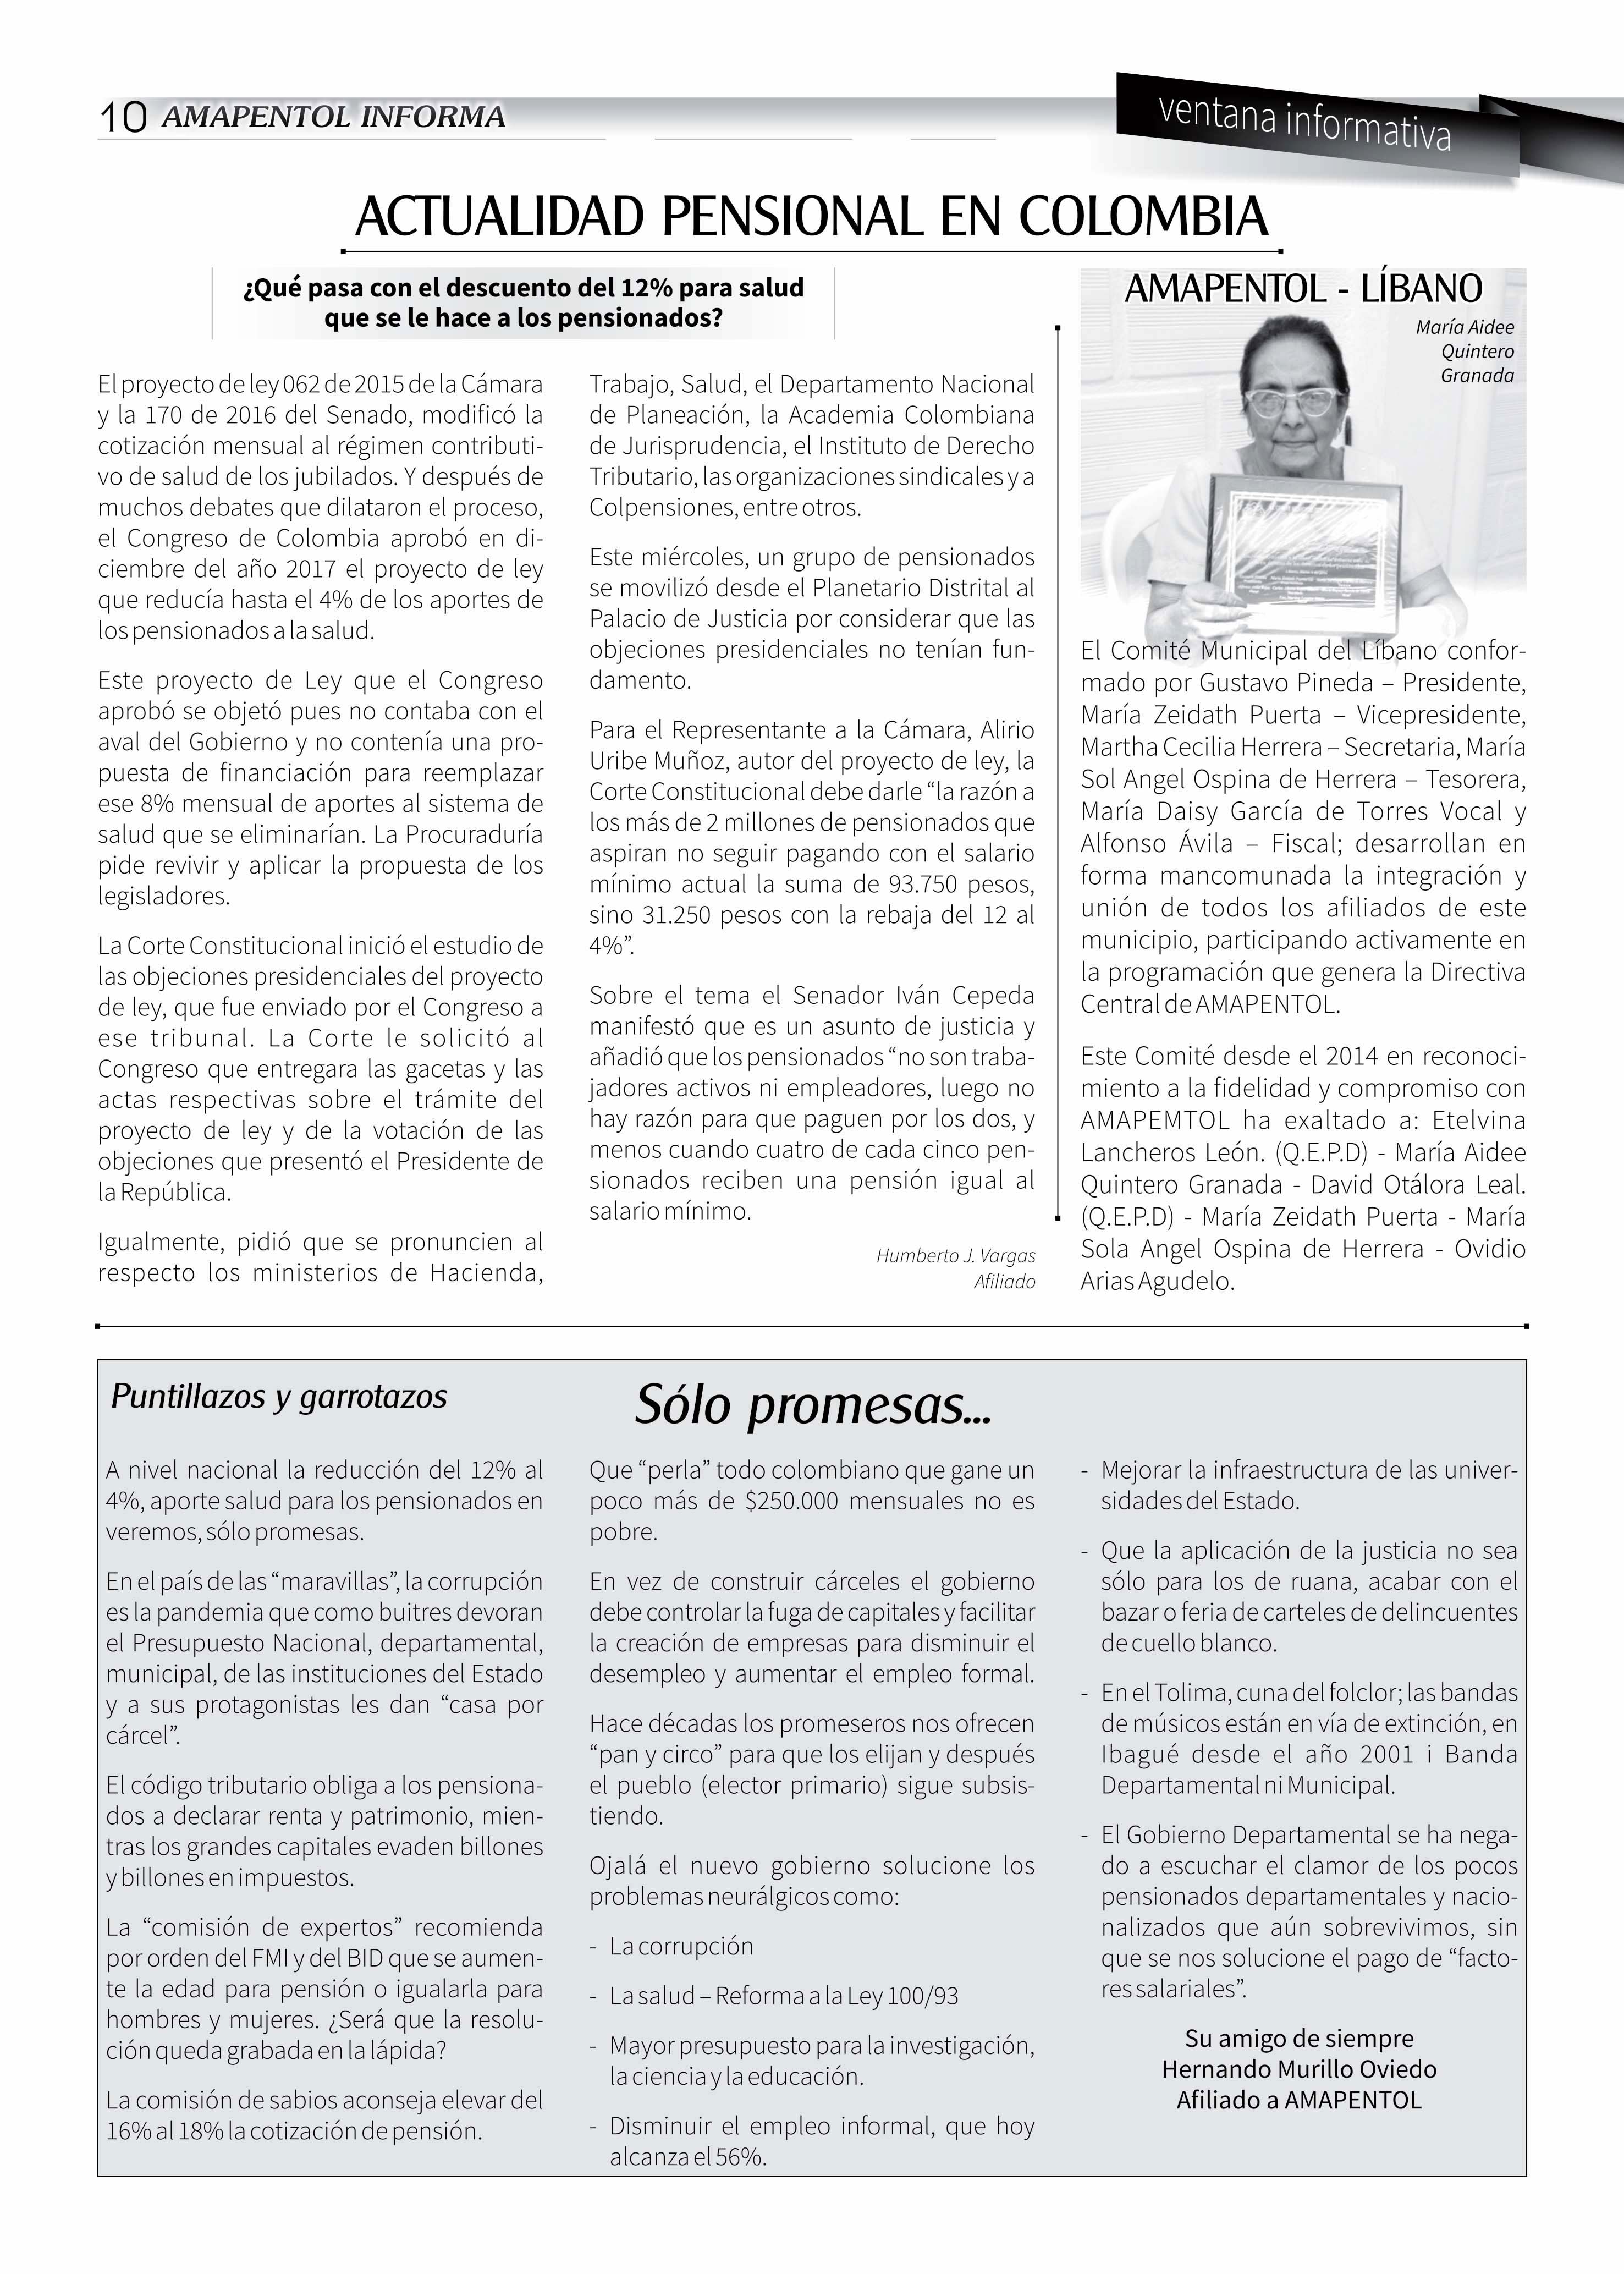 10 AMAPENTOL INFORMA
ventana informativa
ACTUALIDAD PENSIONAL EN COLOMBIA
¿Qué pasa con el descuento del 12% para salud
que se le hace a los pensionados?
El proyecto de ley 062 de 2015 de la Cámara
y la 170 de 2016 del Senado, modificó la
cotización mensual al régimen contributi-
vo de salud de los jubilados. Y después de
muchos debates que dilataron el proceso,
el Congreso de Colombia aprobó en di-
ciembre del año 2017 el proyecto de ley
que reducía hasta el 4% de los aportes de
los pensionados a la salud.
Este proyecto de Ley que el Congreso
aprobó se objetó pues no contaba con el
aval del Gobierno y no contenía una pro-
puesta de financiación para reemplazar
ese 8% mensual de aportes al sistema de
salud que se eliminarían. La Procuraduría
pide revivir y aplicar la propuesta de los
legisladores.
La Corte Constitucional inició el estudio de
las objeciones presidenciales del proyecto
de ley, que fue enviado por el Congreso a
ese tribunal. La Corte le solicitó al
Congreso que entregara las gacetas y las
actas respectivas sobre el trámite del
proyecto de ley y de la votación de las
objeciones que presentó el Presidente de
la República.
Igualmente, pidió que se pronuncien al
respecto los ministerios de Hacienda,
Trabajo, Salud, el Departamento Nacional
de Planeación, la Academia Colombiana
de Jurisprudencia, el Instituto de Derecho
Tributario, las organizaciones sindicales y a
Colpensiones, entre otros.
Este miércoles, un grupo de pensionados
se movilizó desde el Planetario Distrital al
Palacio de Justicia por considerar que las
objeciones presidenciales no tenían fun-
damento.
Para el Representante a la Cámara, Alirio
Uribe Muñoz, autor del proyecto de ley, la
Corte Constitucional debe darle “la razón a
los más de 2 millones de pensionados que
aspiran no seguir pagando con el salario
mínimo actual la suma de 93.750 pesos,
sino 31.250 pesos con la rebaja del 12 al
4%”.
Sobre el tema el Senador Iván Cepeda
manifestó que es un asunto de justicia y
añadió que los pensionados “no son traba-
jadores activos ni empleadores, luego no
hay razón para que paguen por los dos, y
menos cuando cuatro de cada cinco pen-
sionados reciben una pensión igual al
salario mínimo.
Humberto J. Vargas
Afiliado
AMAPENTOL - LÍBANO
María Aidee
Quintero
Granada
El Comité Municipal del Líbano confor-
mado por Gustavo Pineda – Presidente,
María Zeidath Puerta – Vicepresidente,
Martha Cecilia Herrera – Secretaria, María
Sol Angel Ospina de Herrera – Tesorera,
María Daisy García de Torres Vocal y
Alfonso Ávila – Fiscal; desarrollan en
forma mancomunada la integración y
unión de todos los afiliados de este
municipio, participando activamente en
la programación que genera la Directiva
Central de AMAPENTOL.
Este Comité desde el 2014 en reconoci-
miento a la fidelidad y compromiso con
AMAPEMTOL ha exaltado a: Etelvina
Lancheros León. (Q.E.P.D) - María Aidee
Quintero Granada - David Otálora Leal.
(Q.E.P.D) - María Zeidath Puerta - María
Sola Angel Ospina de Herrera - Ovidio
Arias Agudelo.
Puntillazos y garrotazos
Sólo promesas...
A nivel nacional la reducción del 12% al
4%, aporte salud para los pensionados en
veremos, sólo promesas.
En el país de las “maravillas”, la corrupción
es la pandemia que como buitres devoran
el Presupuesto Nacional, departamental,
municipal, de las instituciones del Estado
y a sus protagonistas les dan “casa por
cárcel”.
El código tributario obliga a los pensiona-
dos a declarar renta y patrimonio, mien-
tras los grandes capitales evaden billones
y billones en impuestos.
La “comisión de expertos” recomienda
por orden del FMI y del BID que se aumen-
te la edad para pensión o igualarla para
hombres y mujeres. ¿Será que la resolu-
ción queda grabada en la lápida?
La comisión de sabios aconseja elevar del
16% al 18% la cotización de pensión.
Que “perla” todo colombiano que gane un
poco más de $250.000 mensuales no es
pobre.
En vez de construir cárceles el gobierno
debe controlar la fuga de capitales y facilitar
la creación de empresas para disminuir el
desempleo y aumentar el empleo formal.
Hace décadas los promeseros nos ofrecen
“pan y circo” para que los elijan y después
el pueblo (elector primario) sigue subsis-
tiendo.
Ojalá el nuevo gobierno solucione los
problemas neurálgicos como:
- La corrupción
- La salud – Reforma a la Ley 100/93
- Mayor presupuesto para la investigación,
la ciencia y la educación.
- Disminuir el empleo informal, que hoy
alcanza el 56%.
- Mejorar la infraestructura de las univer-
sidades del Estado.
- Que la aplicación de la justicia no sea
sólo para los de ruana, acabar con el
bazar o feria de carteles de delincuentes
de cuello blanco.
- En el Tolima, cuna del folclor; las bandas
de músicos están en vía de extinción, en
Ibagué desde el año 2001 i Banda
Departamental ni Municipal.
- El Gobierno Departamental se ha nega-
do a escuchar el clamor de los pocos
pensionados departamentales y nacio-
nalizados que aún sobrevivimos, sin
que se nos solucione el pago de “facto-
res salariales”.
Su amigo de siempre
Hernando Murillo Oviedo
Afiliado a AMAPENTOL